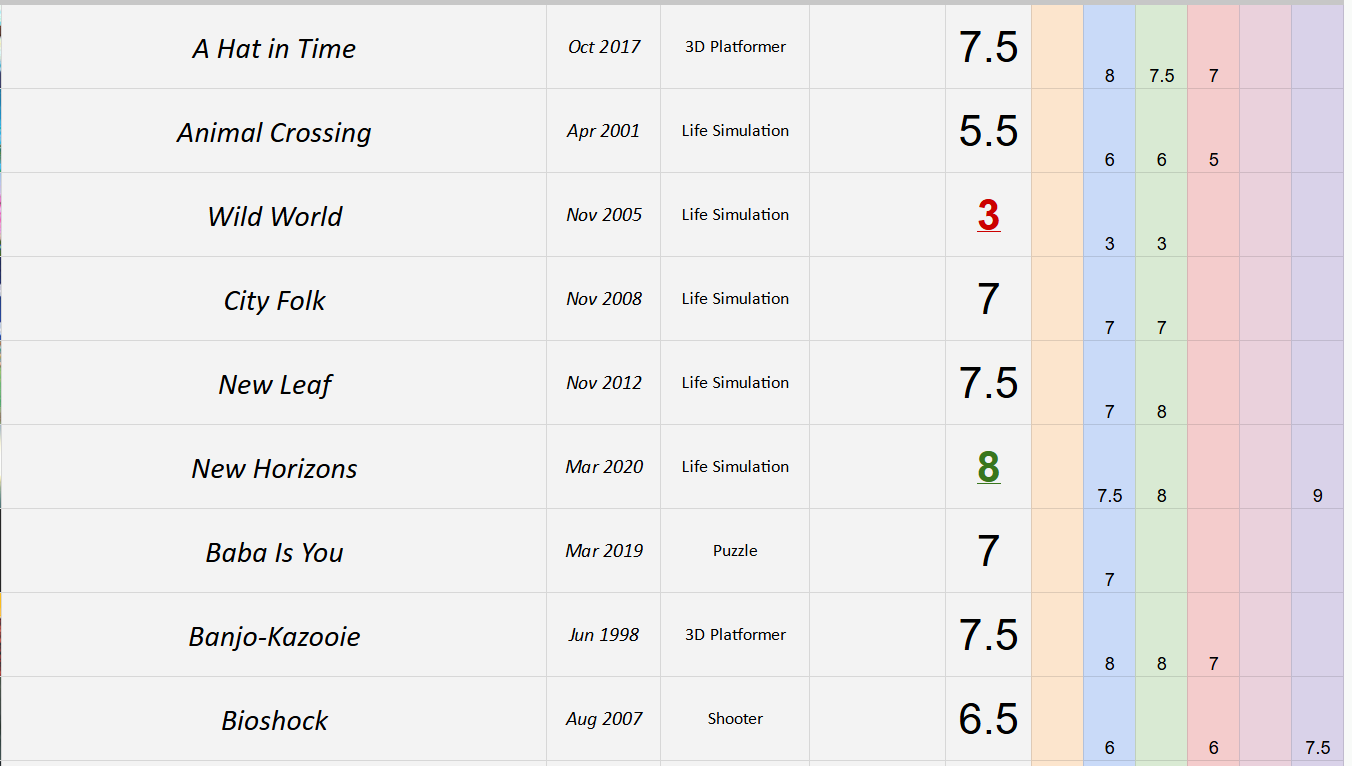 A Hat in Time Oct 2017 3D Platformer 7.5 8 7.5 7
Animal Crossing Apr 2001 Life Simulation 5.5 6 6 5
Wild World Nov 2005 Life Simulation 3 3 3
City Folk Nov 2008 Life Simulation 7 7 7
New Leaf Nov 2012 Life Simulation 7.5 7 8
New Horizons Mar 2020 Life Simulation 8 7.5 8 9
Baba Is You Mar 2019 Puzzle 7 7
Banjo-Kazooie Jun 1998 3D Platformer 7.5 8 8 7
Bioshock Aug 2007 Shooter 6.5 6 6 7.5